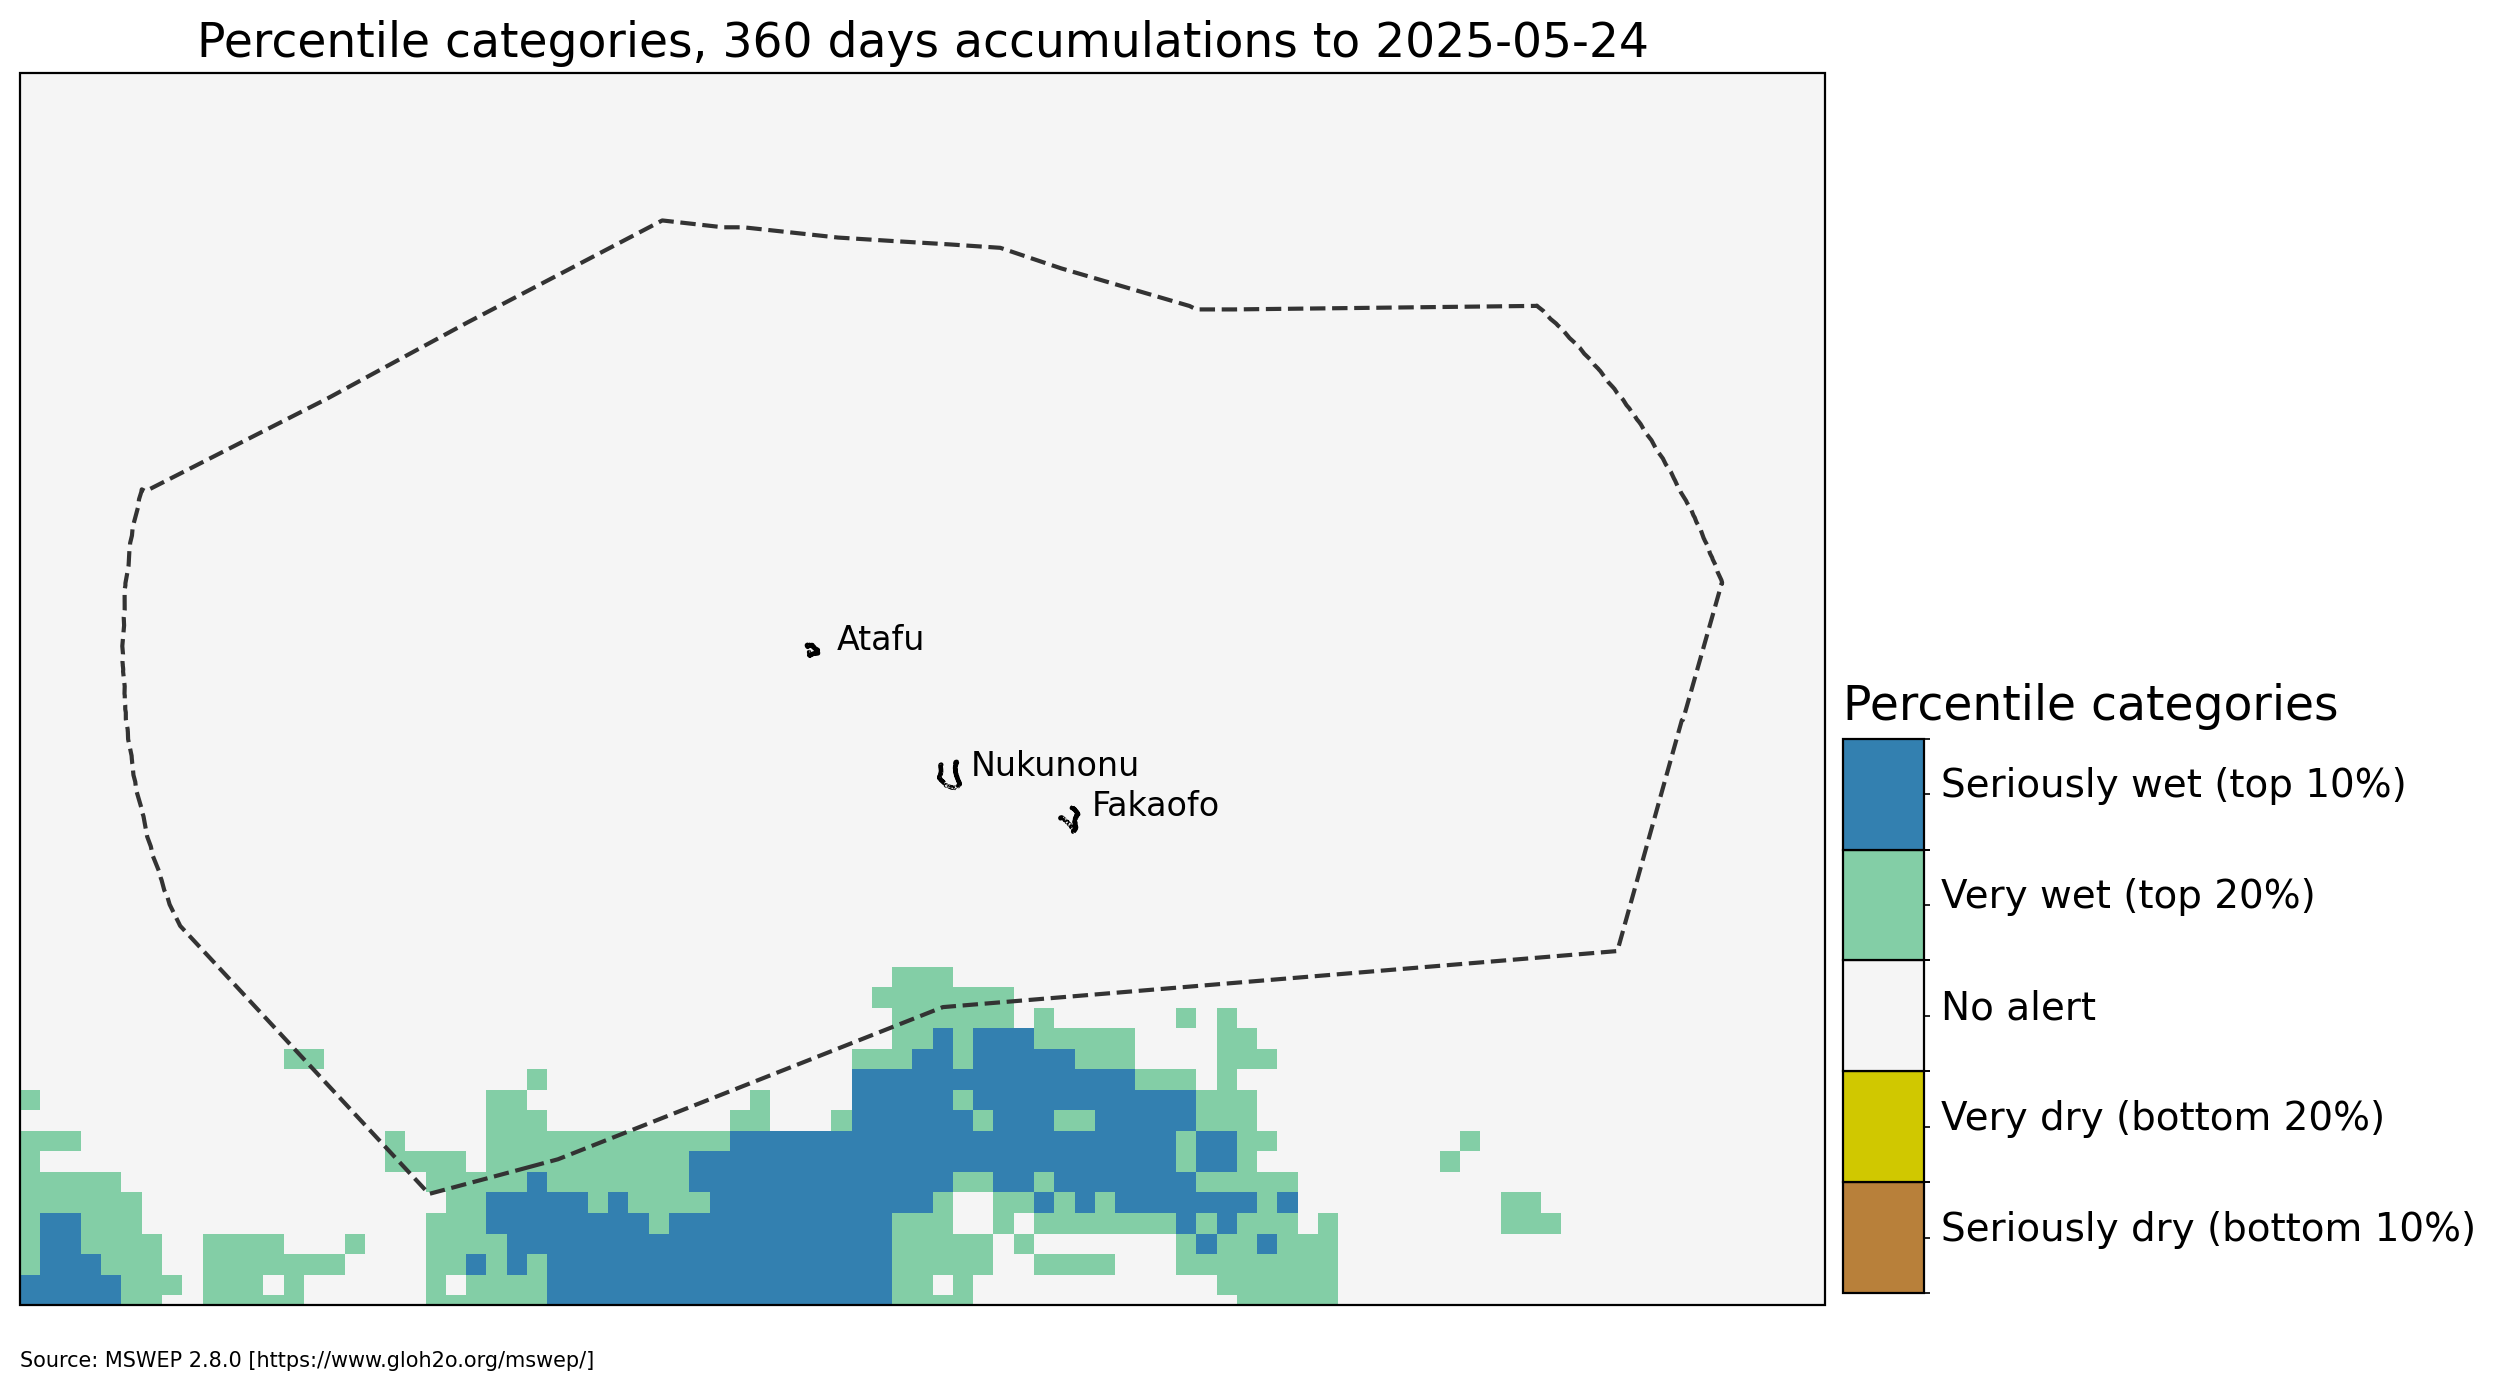 Percentile categories, 360 days accumulations to 2025-05-24
Atafu
Nukunonu
Fakaofo
Percentile categories
Seriously wet (top 10%)
Very wet (top 20%)
No alert
Very dry (bottom 20%)
Seriously dry (bottom 10%)
Source: MSWEP 2.8.0 [https://www.gloh2o.org/mswep/]